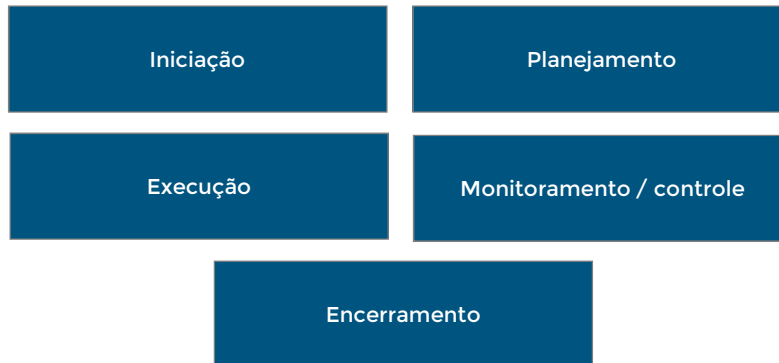 Iniciação
Planejamento
Execução
Monitoramento / controle
Encerramento